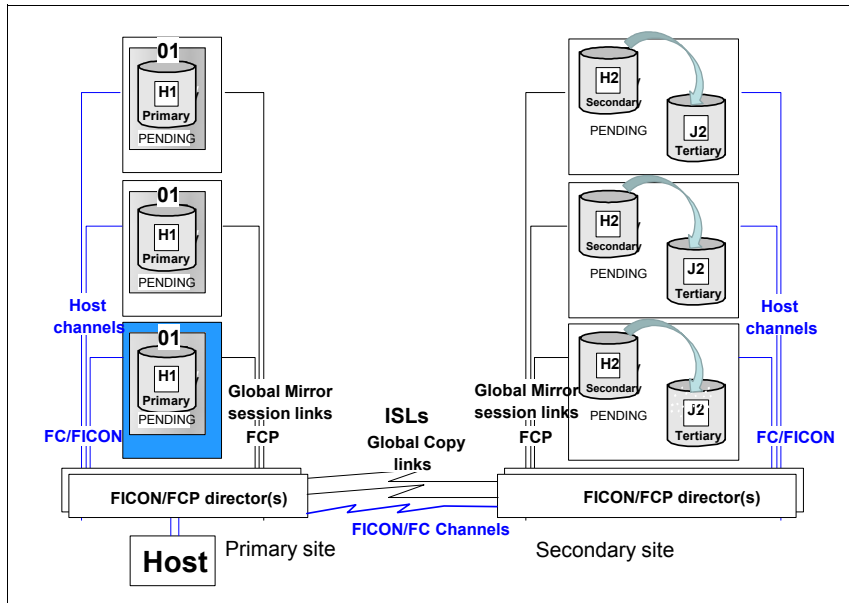 01
H1
Primary
PENDING
01
H1
Primary
PENDING
Host
channels
01
H1
Primary
PENDING
FC/FICON
Global Mirror
session links
FCP
ISLs
Global Copy
links
H2
Secondary
PENDING
J2
Tertiary
H2
Secondary
PENDING
J2
Tertiary
Host
channels
H2
Secondary
PENDING
J2
Tertiary
Global Mirror
session links
FCP
FC/FICON
FICON/FCP director(s)
FICON/FCP director(s)
FICON/FC Channels
Host
Primary site
Secondary site